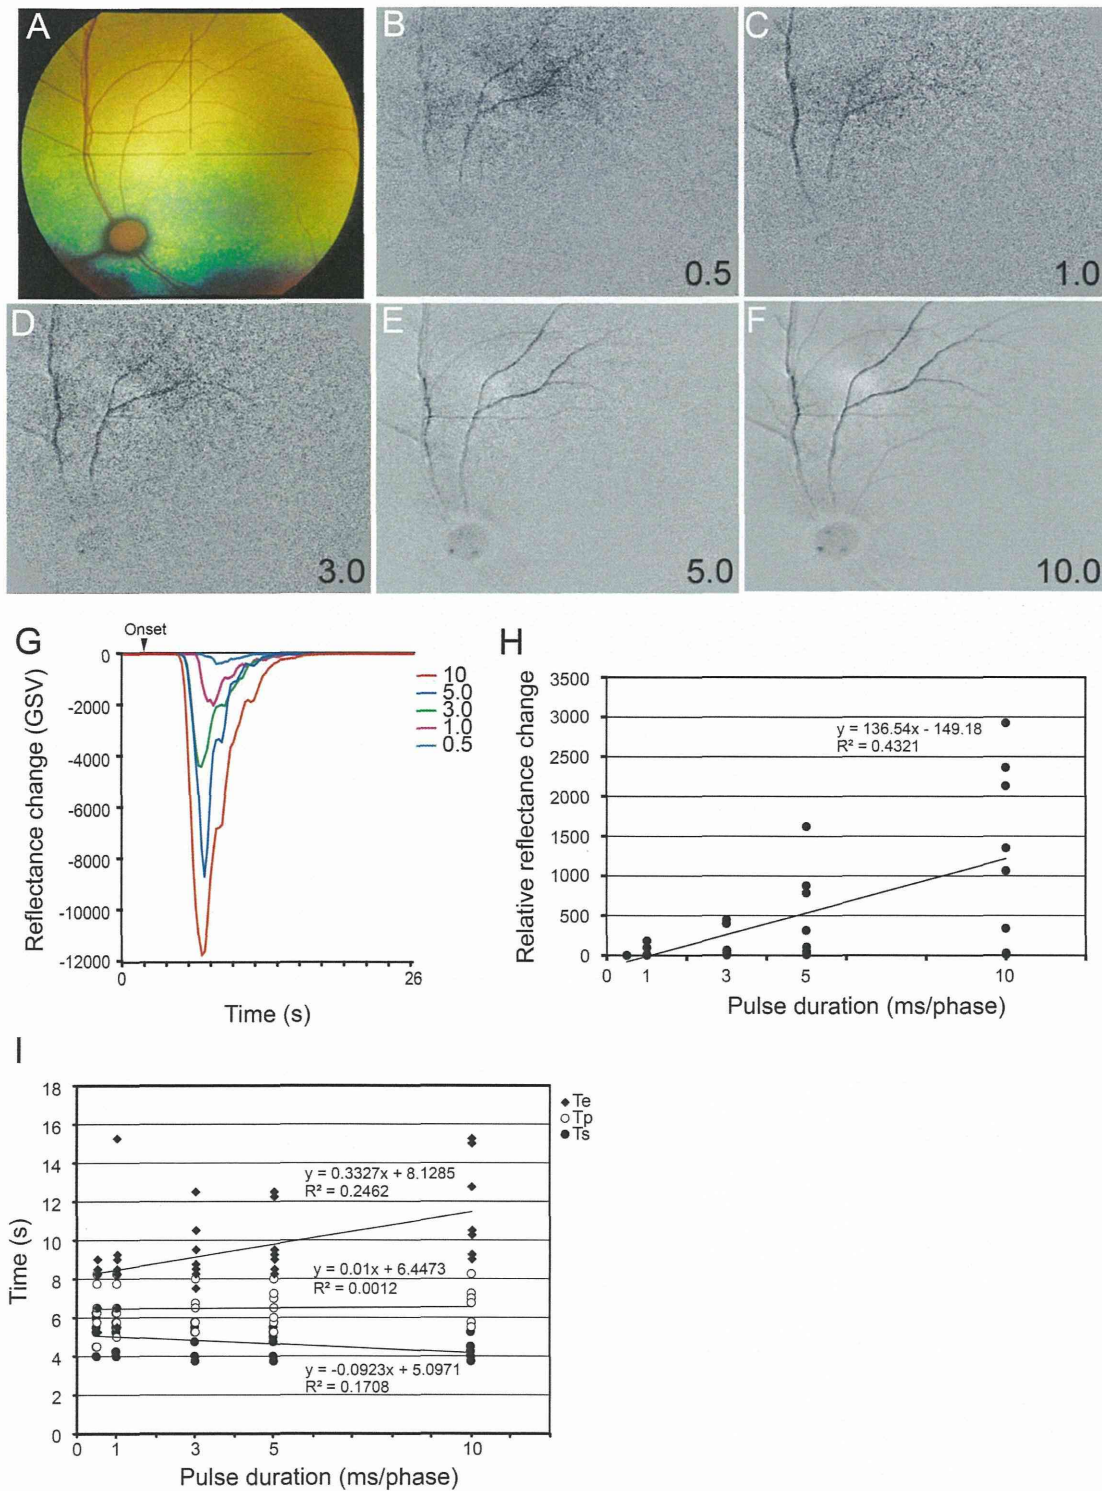 A
B
0.5
C
1.0
D
3.0
E
5.0
F
10.0
G
Onset
0
-2000
-4000
-6000
-8000
-10000
-12000
Reflectance change (GSV)
0
26
Time (s)
10
5.0
3.0
1.0
0.5
H
3500
3000
2500
2000
1500
1000
500
0
Relative reflectance change
y = 136.54x - 149.18
R² = 0.4321
0
1
3
5
10
Pulse duration (ms/phase)
I
18
16
14
12
10
8
6
4
2
0
Time (s)
Te
Tp
Ts
y = 0.3327x + 8.1285
R² = 0.2462
y = 0.01x + 6.4473
R² = 0.0012
y = -0.0923x + 5.0971
R² = 0.1708
0
1
3
5
10
Pulse duration (ms/phase)